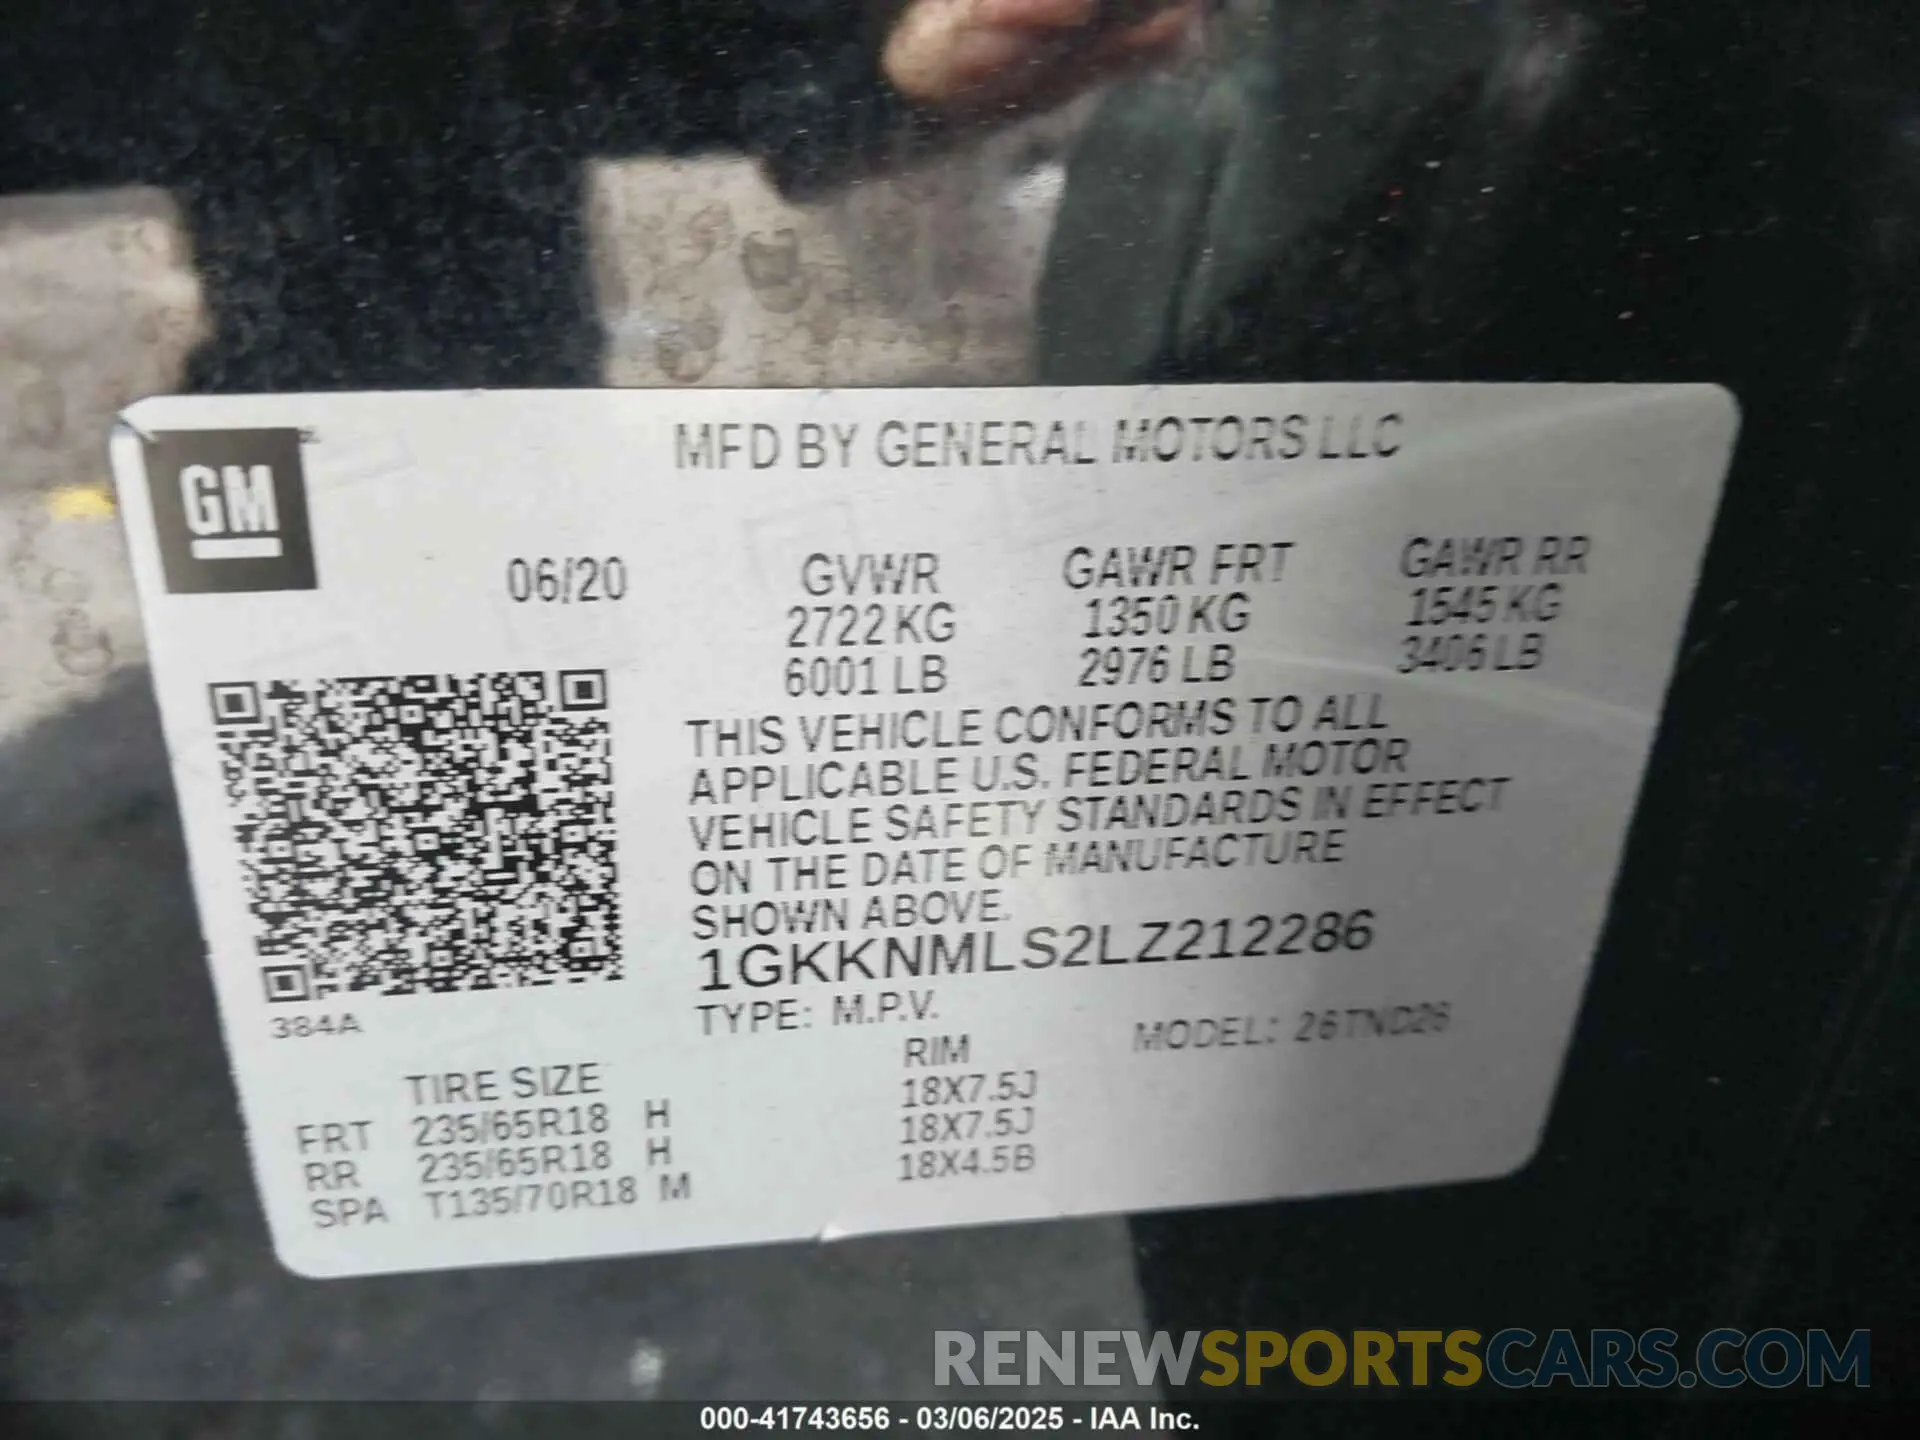 MFD BY GENERAL MOTORS LLC
GM
06/20
GVWR GAWR FRT GAWR RR
2722 KG 1350 KG 1545 KG
6001 LB 2976 LB 3406 LB
THIS VEHICLE CONFORMS TO ALL
APPLICABLE U.S. FEDERAL MOTOR
VEHICLE SAFETY STANDARDS IN EFFECT
ON THE DATE OF MANUFACTURE
SHOWN ABOVE.
1GKKNMLS2LZ212286
384A
TYPE: M.P.V. MODEL: 26TND26
TIRE SIZE RIM
FRT 235/65R18 H 18X7.5J
RR 235/65R18 H 18X7.5J
SPA T135/70R18 M 18X4.5B
RENEWSPORTSCARS.COM
000-41743656 - 03/06/2025 - IAA Inc.